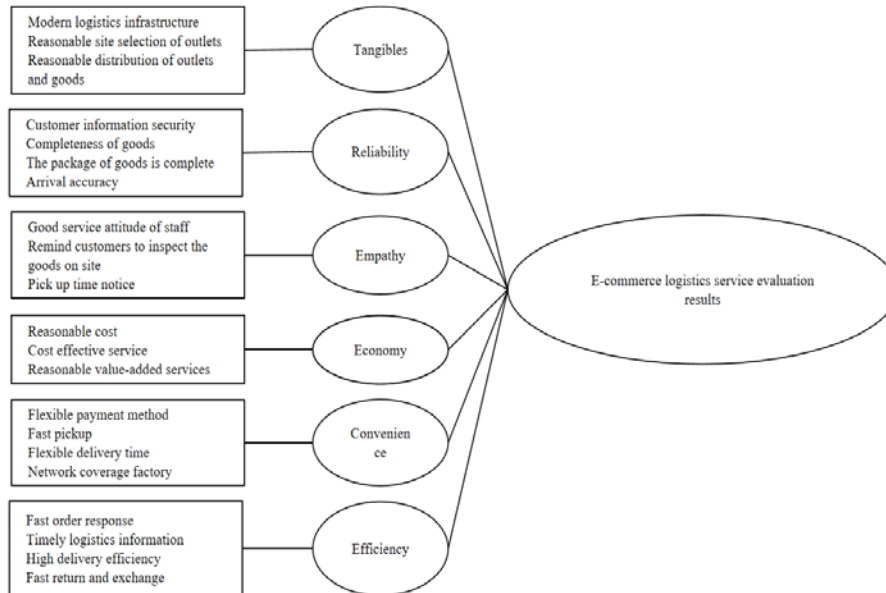 Modern logistics infrastructure
Reasonable site selection of outlets
Reasonable distribution of outlets
and goods
Tangibles
Customer information security
Completeness of goods
The package of goods is complete
Arrival accuracy
Reliability
Good service attitude of staff
Remind customers to inspect the
goods on site
Pick up time notice
Empathy
E-commerce logistics service evaluation
results
Reasonable cost
Cost effective service
Reasonable value-added services
Economy
Flexible payment method
Fast pickup
Flexible delivery time
Network coverage factory
Convenien
ce
Fast order response
Timely logistics information
High delivery efficiency
Fast return and exchange
Efficiency